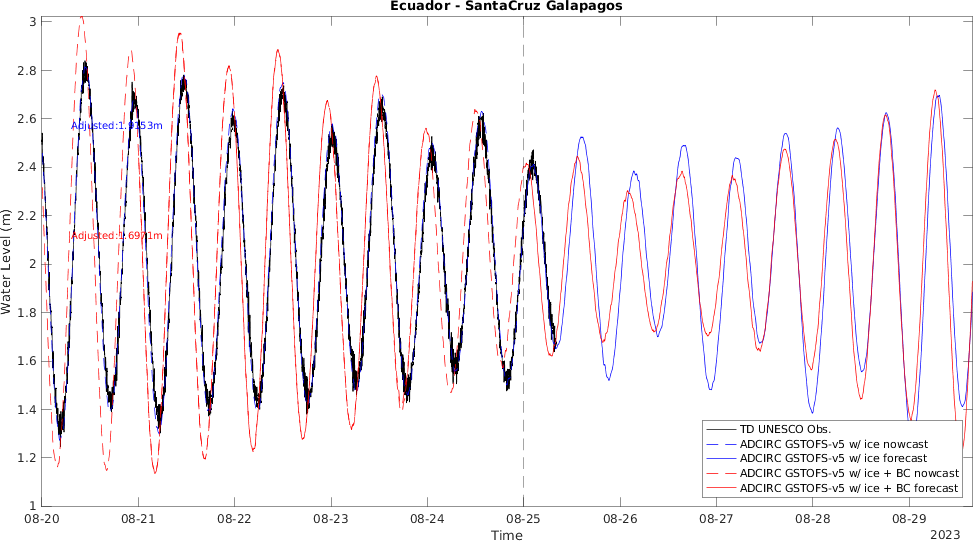 Ecuador - SantaCruz Galapagos
3
2.8
2.6
2.4
2.2
2
1.8
1.6
1.4
1.2
1
Water Level (m)
Adjusted:1.9153m
Adjusted:1.6971m
TD UNESCO Obs.
ADCIRC GSTOFS-v5 w/ ice nowcast
ADCIRC GSTOFS-v5 w/ ice forecast
ADCIRC GSTOFS-v5 w/ ice + BC nowcast
ADCIRC GSTOFS-v5 w/ ice + BC forecast
08-20 08-21 08-22 08-23 08-24 08-25 08-26 08-27 08-28 08-29
Time
2023